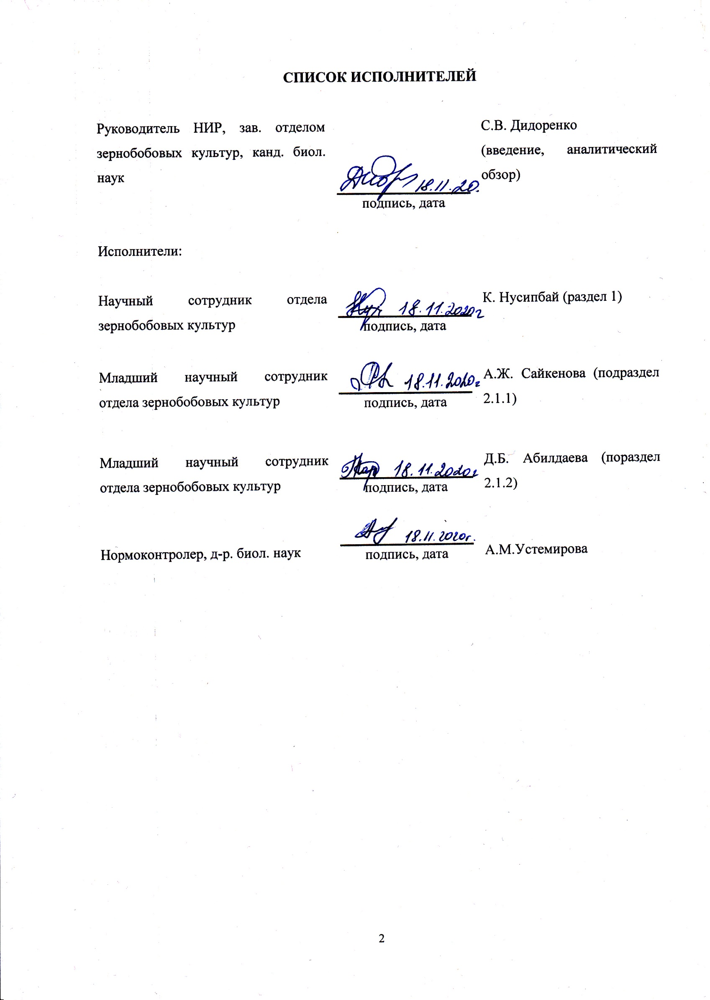 СПИСОК ИСПОЛНИТЕЛЕЙ
Руководитель НИР, зав. отделом
зернобобовых культур, канд. биол.
наук
18.11.20.
подпись, дата
С.В. Дидоренко
(введение, аналитический
обзор)
Исполнители:
Научный сотрудник отдела
зернобобовых культур
18.11.2020г
подпись, дата
К. Нусипбай (раздел 1)
Младший научный сотрудник
отдела зернобобовых культур
18.11.2020г
подпись, дата
А.Ж. Сайкенова (подраздел
2.1.1)
Младший научный сотрудник
отдела зернобобовых культур
18.11.2020г
подпись, дата
Д.Б. Абилдаева (пораздел
2.1.2)
Нормоконтролер, д-р. биол. наук
18.11.2020г.
подпись, дата
А.М.Устемирова
2